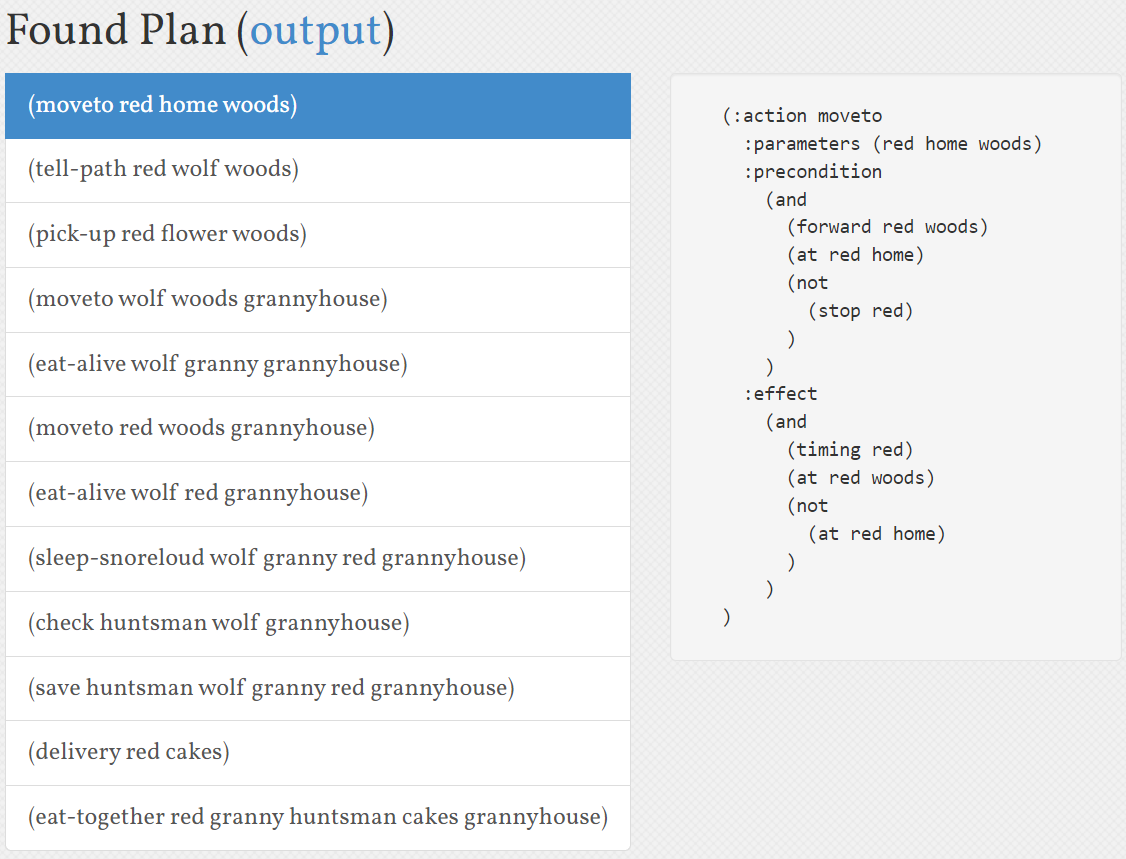 Found Plan (output)
(moveto red home woods)
(tell-path red wolf woods)
(pick-up red flower woods)
(moveto wolf woods grannyhouse)
(eat-alive wolf granny grannyhouse)
(moveto red woods grannyhouse)
(eat-alive wolf red grannyhouse)
(sleep-snoreloud wolf granny red grannyhouse)
(check huntsman wolf grannyhouse)
(save huntsman wolf granny red grannyhouse)
(delivery red cakes)
(eat-together red granny huntsman cakes grannyhouse)
(:action moveto
  :parameters (red home woods)
  :precondition
    (and
      (forward red woods)
      (at red home)
      (not
        (stop red)
      )
    )
  :effect
    (and
      (timing red)
      (at red woods)
      (not
        (at red home)
      )
    )
)